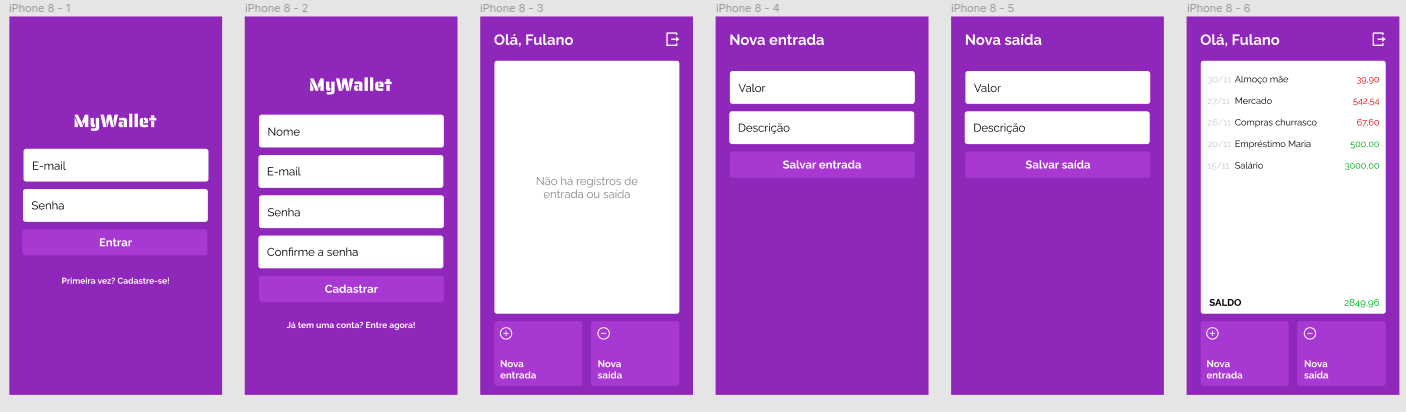 iPhone 8 - 1
MyWallet
E-mail
Senha
Entrar
Primeira vez? Cadastre-se!
iPhone 8 - 2
MyWallet
Nome
E-mail
Senha
Confirme a senha
Cadastrar
Já tem uma conta? Entre agora!
iPhone 8 - 3
Olá, Fulano
Não há registros de
entrada ou saída
Nova
entrada
Nova
saída
iPhone 8 - 4
Nova entrada
Valor
Descrição
Salvar entrada
iPhone 8 - 5
Nova saída
Valor
Descrição
Salvar saída
iPhone 8 - 6
Olá, Fulano
30/11 Almoço mãe 39,90
27/11 Mercado 542,54
26/11 Compras churrasco 67,60
20/11 Empréstimo Maria 500,00
15/11 Salário 3000,00
SALDO 2849,96
Nova
entrada
Nova
saída